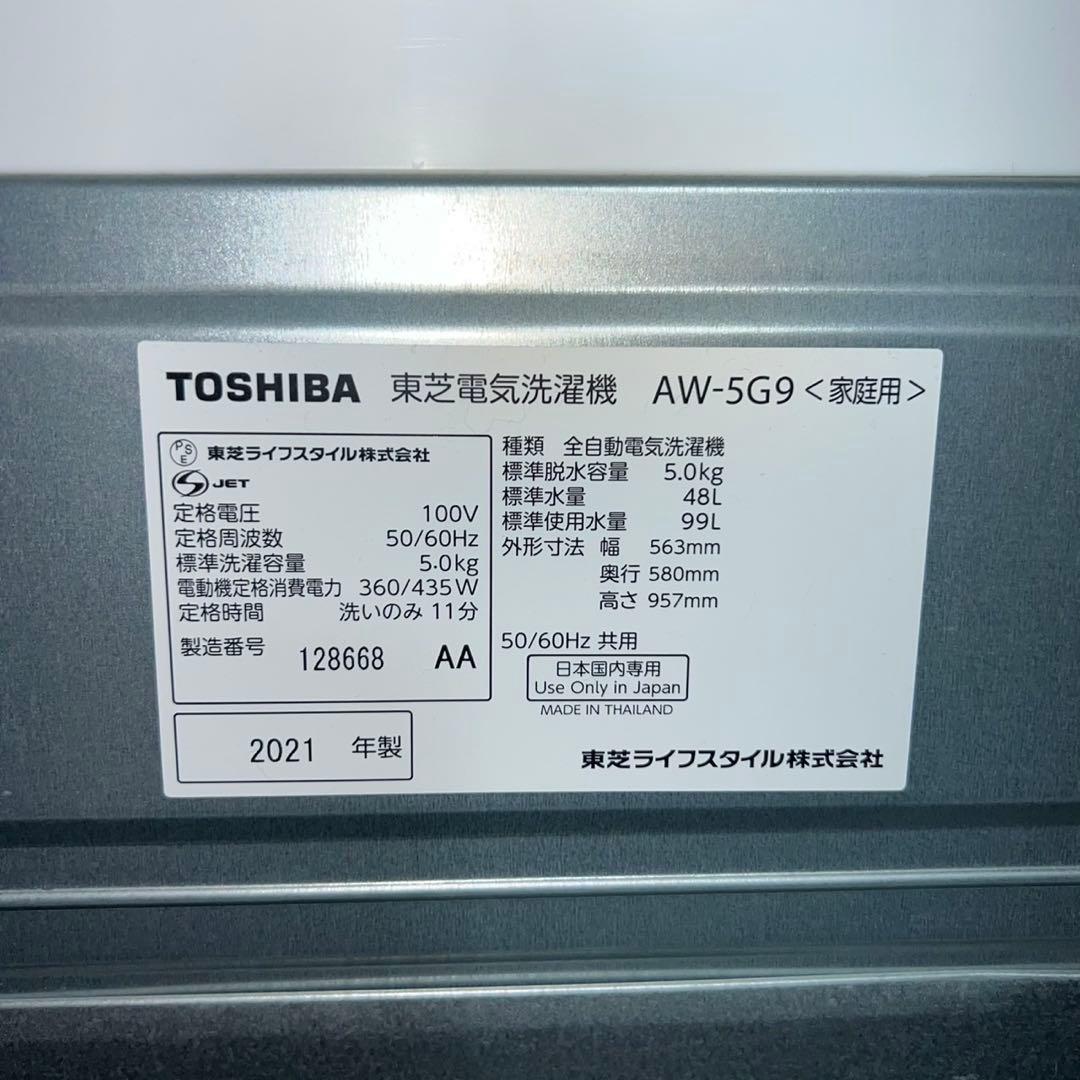 TOSHIBA 東芝電気洗濯機 AW-5G9<家庭用>
PSE 東芝ライフスタイル株式会社
JET
定格電圧 100V
定格周波数 50/60Hz
標準洗濯容量 5.0kg
電動機定格消費電力 360/435W
定格時間 洗いのみ 11分
製造番号 128668 AA
2021 年製
種類 全自動電気洗濯機
標準脱水容量 5.0kg
標準水量 48L
標準使用水量 99L
外形寸法 幅 563mm
奥行 580mm
高さ 957mm
50/60Hz 共用
日本国内専用
Use Only in Japan
MADE IN THAILAND
東芝ライフスタイル株式会社